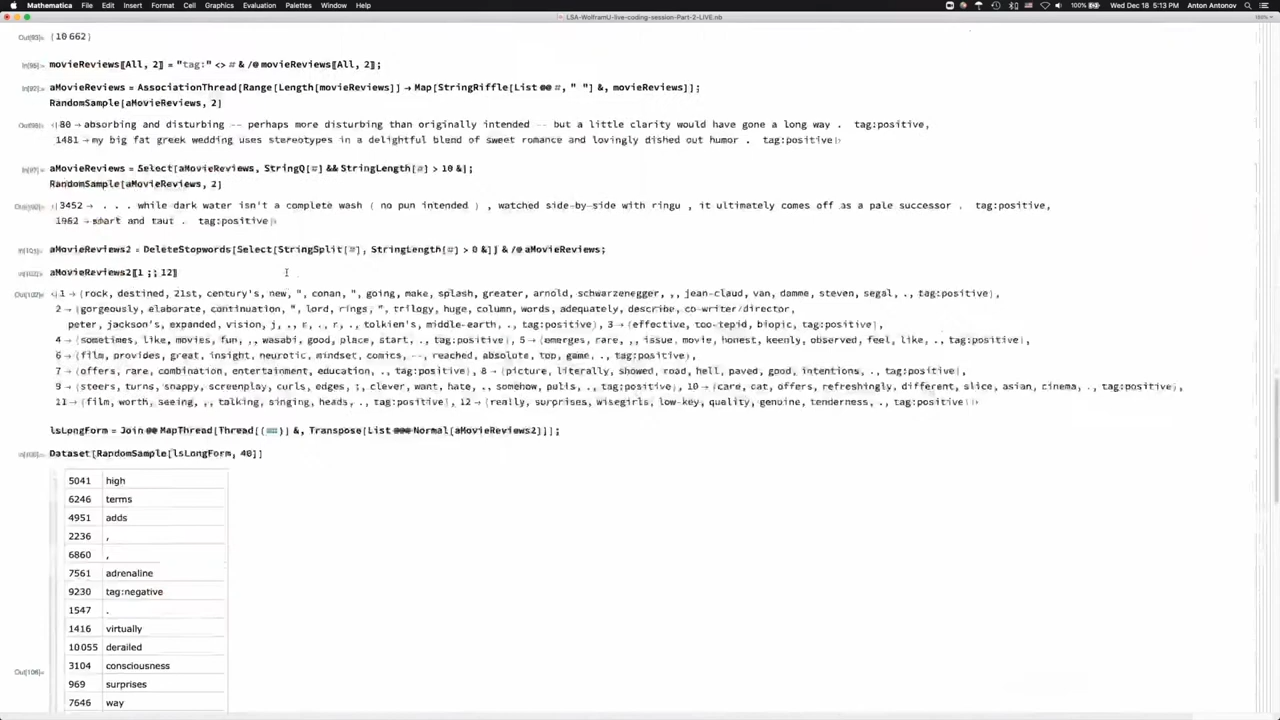 Mathematica File Edit Insert Format Cell Graphics Evaluation Palettes Window Help 100% Wed Dec 18 5:13 PM Anton Antonov
LSA-WolframU-live-coding-session-Part-2-LIVE.nb
{10 662}
movieReviews[[All, 2]] = "tag:" <> # & /@ movieReviews[[All, 2]];
aMovieReviews = AssociationThread[Range[Length[movieReviews]] → Map[StringRiffle[List @@ #, " "] &, movieReviews]];
RandomSample[aMovieReviews, 2]
<|80 → absorbing and disturbing -- perhaps more disturbing than originally intended -- but a little clarity would have gone a long way . tag:positive,
1481 → my big fat greek wedding uses stereotypes in a delightful blend of sweet romance and lovingly dished out humor . tag:positive|>
aMovieReviews = Select[aMovieReviews, StringQ[#] && StringLength[#] > 10 &];
RandomSample[aMovieReviews, 2]
<|3452 → . . . while dark water isn't a complete wash ( no pun intended ) , watched side-by-side with ringu , it ultimately comes off as a pale successor . tag:positive,
1962 → smart and taut . tag:positive|>
aMovieReviews2 = DeleteStopwords[Select[StringSplit[#], StringLength[#] > 0 &]] & /@ aMovieReviews;
aMovieReviews2[[1 ;; 12]]
<|1 → {rock, destined, 21st, century's, new, ", conan, ", going, make, splash, greater, arnold, schwarzenegger, ,, jean-claud, van, damme, steven, segal, ., tag:positive},
2 → {gorgeously, elaborate, continuation, ", lord, rings, ", trilogy, huge, column, words, adequately, describe, co-writer/director,
peter, jackson's, expanded, vision, j, ., r, ., r, ., tolkien's, middle-earth, ., tag:positive}, 3 → {effective, too-tepid, biopic, tag:positive},
4 → {sometimes, like, movies, fun, ,, wasabi, good, place, start, ., tag:positive}, 5 → {emerges, rare, ,, issue, movie, honest, keenly, observed, feel, like, ., tag:positive},
6 → {film, provides, great, insight, neurotic, mindset, comics, --, reached, absolute, top, game, ., tag:positive},
7 → {offers, rare, combination, entertainment, education, ., tag:positive}, 8 → {picture, literally, showed, road, hell, paved, good, intentions, ., tag:positive},
9 → {steers, turns, snappy, screenplay, curls, edges, ;, clever, want, hate, ., somehow, pulls, ., tag:positive}, 10 → {care, cat, offers, refreshingly, different, slice, asian, cinema, ., tag:positive},
11 → {film, worth, seeing, ,, talking, singing, heads, ., tag:positive}, 12 → {really, surprises, wisegirls, low-key, quality, genuine, tenderness, ., tag:positive}|>
lsLongForm = Join @@ MapThread[Thread[{##}] &, Transpose[List @@@ Normal[aMovieReviews2]]];
Dataset[RandomSample[lsLongForm, 40]]
5041 high
6246 terms
4951 adds
2236 ,
6860 ,
7561 adrenaline
9230 tag:negative
1547 .
1416 virtually
10 055 derailed
3104 consciousness
969 surprises
7646 way